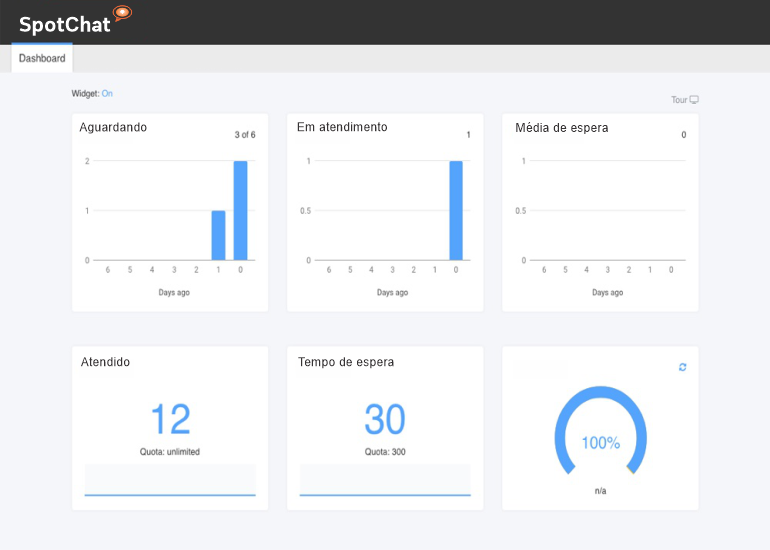 SpotChat
Dashboard
Widget: On
Tour
Aguardando
3 of 6
2
1
0
6 5 4 3 2 1 0
Days ago
Em atendimento
1
1
0.5
0
6 5 4 3 2 1 0
Days ago
Média de espera
0
1
0.5
0
6 5 4 3 2 1 0
Days ago
Atendido
12
Quota: unlimited
Tempo de espera
30
Quota: 300
100%
n/a